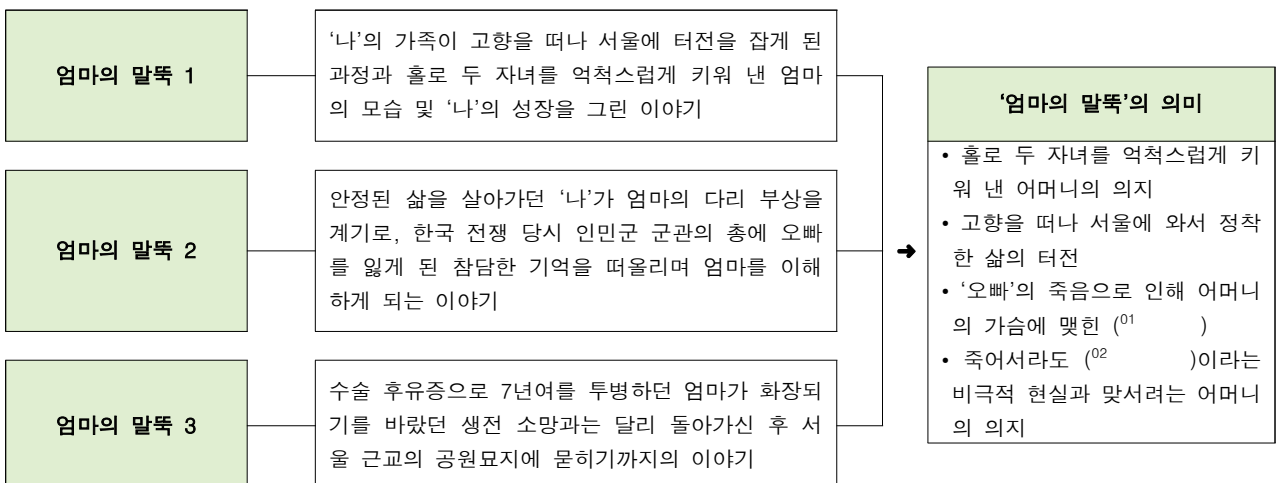 엄마의 말뚝 1
‘나’의 가족이 고향을 떠나 서울에 터전을 잡게 된
과정과 홀로 두 자녀를 억척스럽게 키워 낸 엄마
의 모습 및 ‘나’의 성장을 그린 이야기
엄마의 말뚝 2
안정된 삶을 살아가던 ‘나’가 엄마의 다리 부상을
계기로, 한국 전쟁 당시 인민군 군관의 총에 오빠
를 잃게 된 참담한 기억을 떠올리며 엄마를 이해
하게 되는 이야기
엄마의 말뚝 3
수술 후유증으로 7년여를 투병하던 엄마가 화장되
기를 바랐던 생전 소망과는 달리 돌아가신 후 서
울 근교의 공원묘지에 묻히기까지의 이야기
➜
‘엄마의 말뚝’의 의미
• 홀로 두 자녀를 억척스럽게 키
워 낸 어머니의 의지
• 고향을 떠나 서울에 와서 정착
한 삶의 터전
• ‘오빠’의 죽음으로 인해 어머니
의 가슴에 맺힌 (01 )
• 죽어서라도 (02 )이라는
비극적 현실과 맞서려는 어머니
의 의지